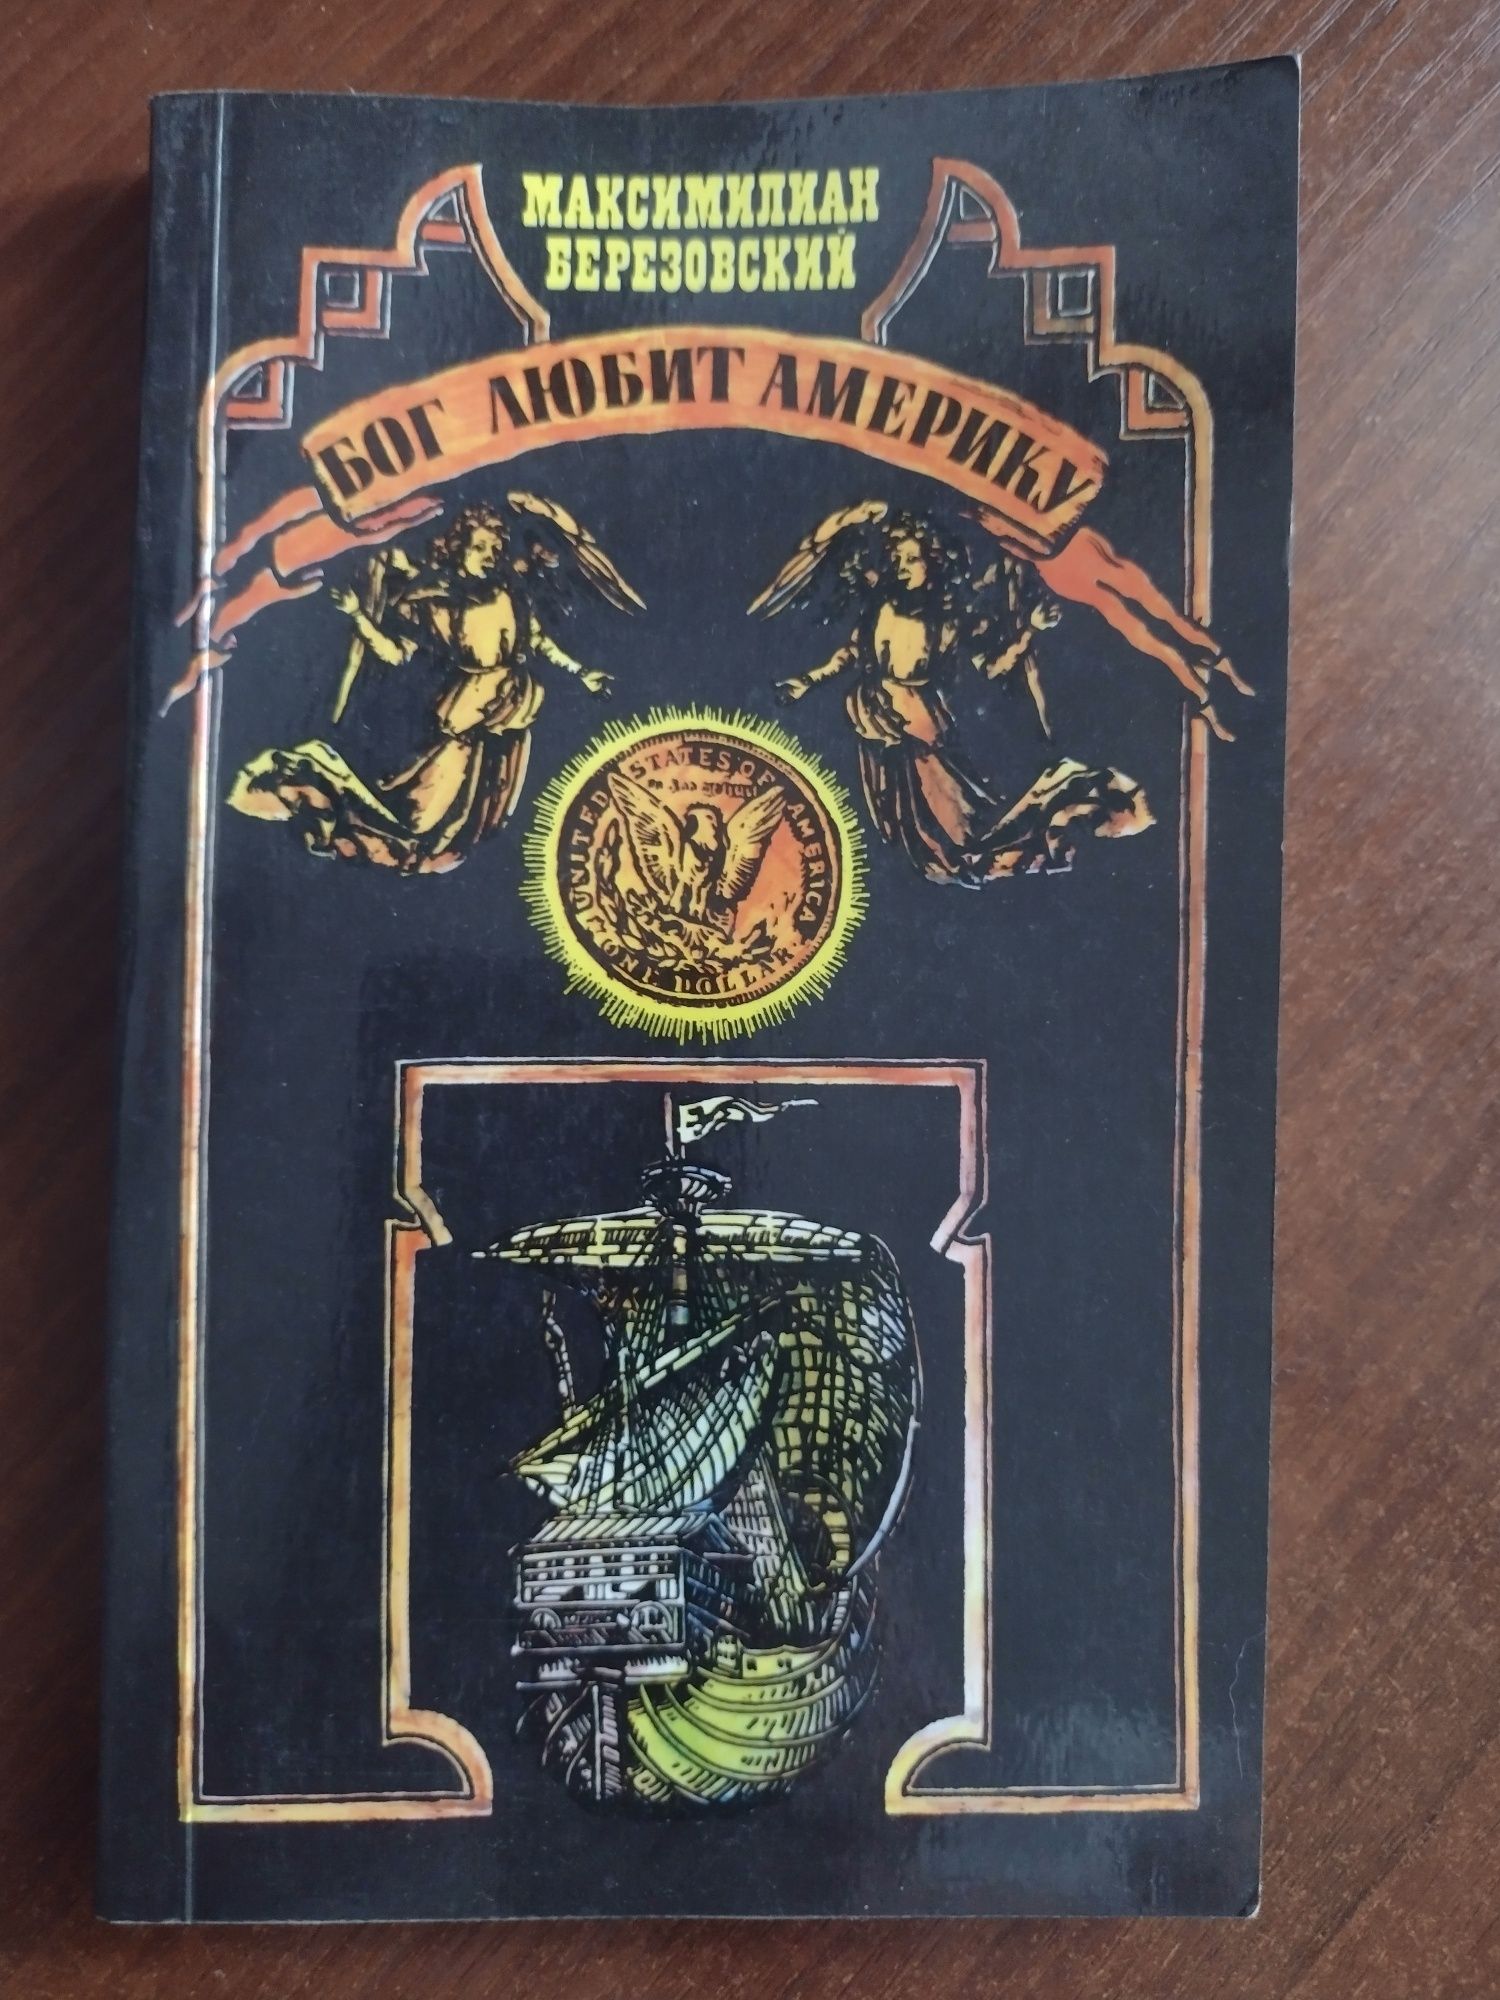 МАКСИМИЛИАН
БЕРЕЗОВСКИЙ
БОГ ЛЮБИТ АМЕРИКУ
UNITED STATES OF AMERICA
ONE DOLLAR